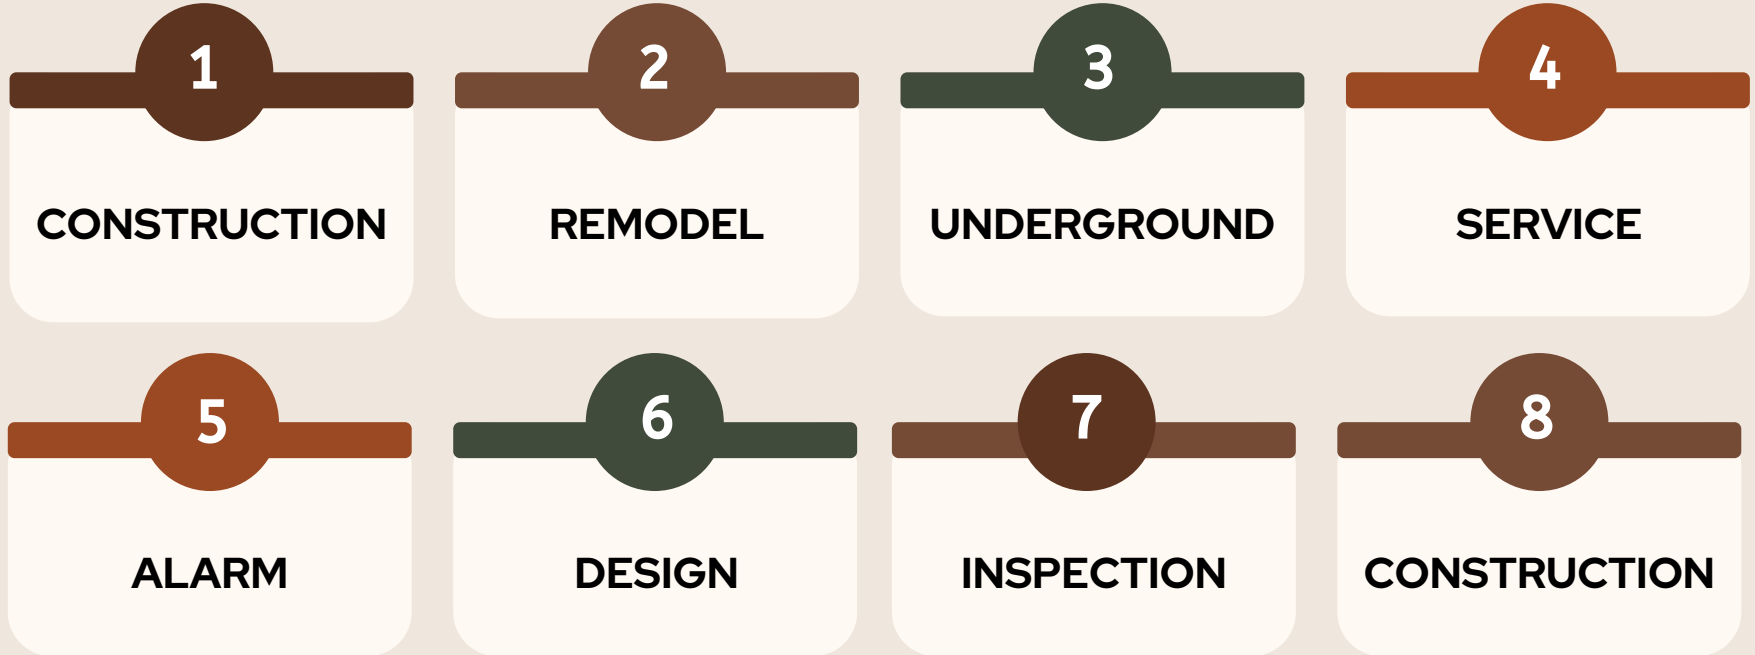 1
2
3
4
CONSTRUCTION
REMODEL
UNDERGROUND
SERVICE
5
6
7
8
ALARM
DESIGN
INSPECTION
CONSTRUCTION